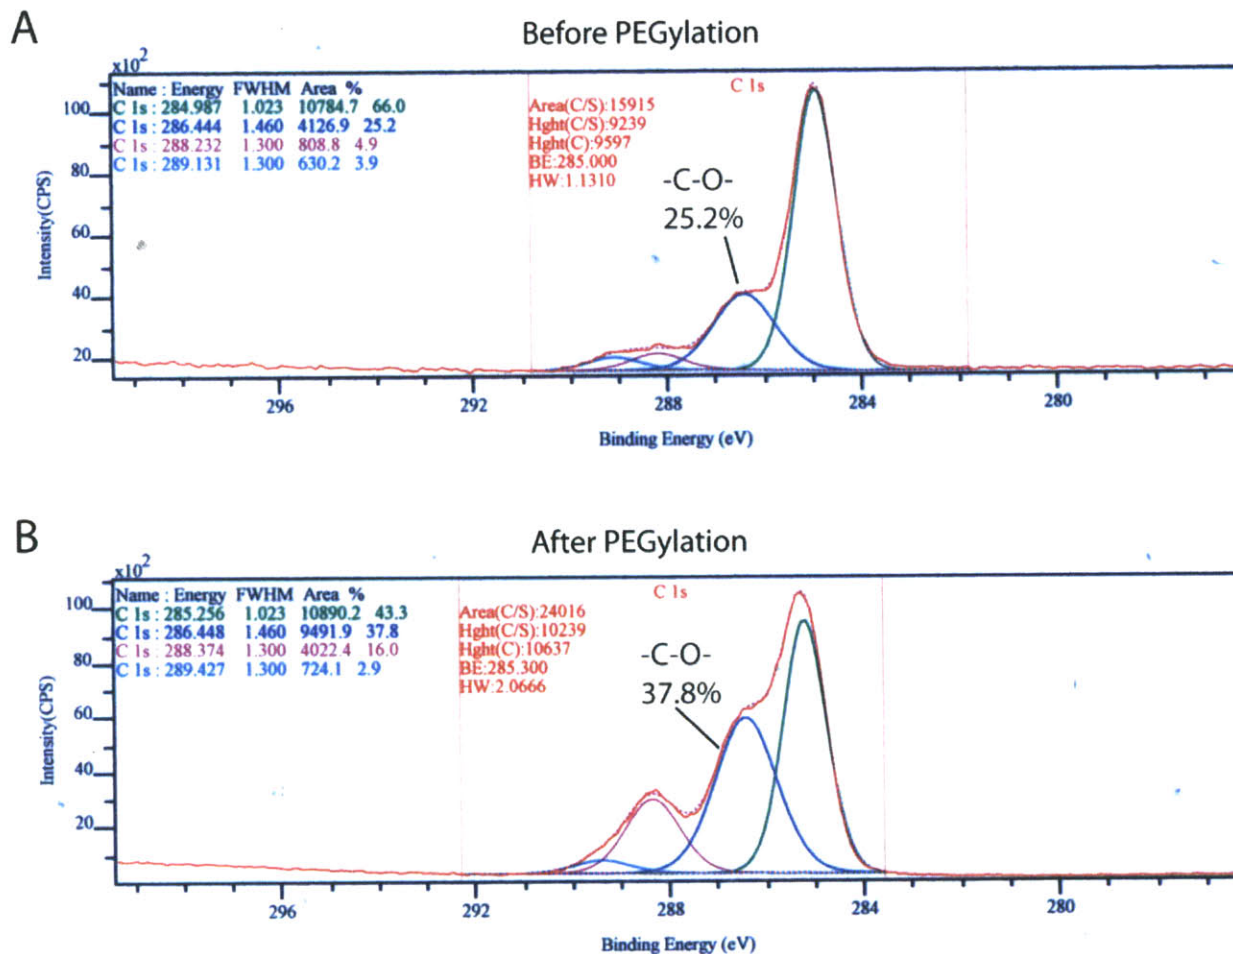 A
Before PEGylation
x10²
Name : Energy FWHM Area %
C 1s : 284.987 1.023 10784.7 66.0
C 1s : 286.444 1.460 4126.9 25.2
C 1s : 288.232 1.300 808.8 4.9
C 1s : 289.131 1.300 630.2 3.9
Area(C/S):15915
Hght(C/S):9239
Hght(C):9597
BE:285.000
HW:1.1310
C 1s
-C-O-
25.2%
100
80
60
40
20
Intensity(CPS)
296 292 288 284 280
Binding Energy (eV)
B
After PEGylation
x10²
Name : Energy FWHM Area %
C 1s : 285.256 1.023 10890.2 43.3
C 1s : 286.448 1.460 9491.9 37.8
C 1s : 288.374 1.300 4022.4 16.0
C 1s : 289.427 1.300 724.1 2.9
Area(C/S):24016
Hght(C/S):10239
Hght(C):10637
BE:285.300
HW:2.0666
C 1s
-C-O-
37.8%
100
80
60
40
20
Intensity(CPS)
296 292 288 284 280
Binding Energy (eV)